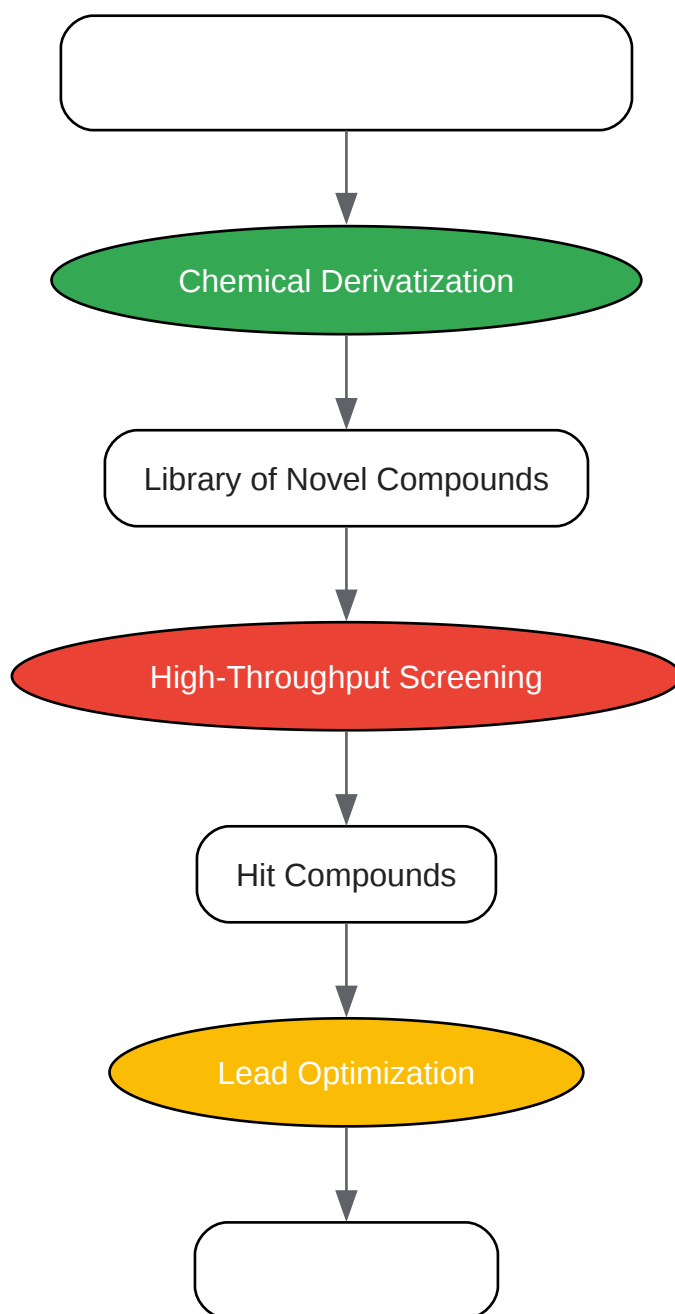 Chemical Derivatization
Library of Novel Compounds
High-Throughput Screening
Hit Compounds
Lead Optimization